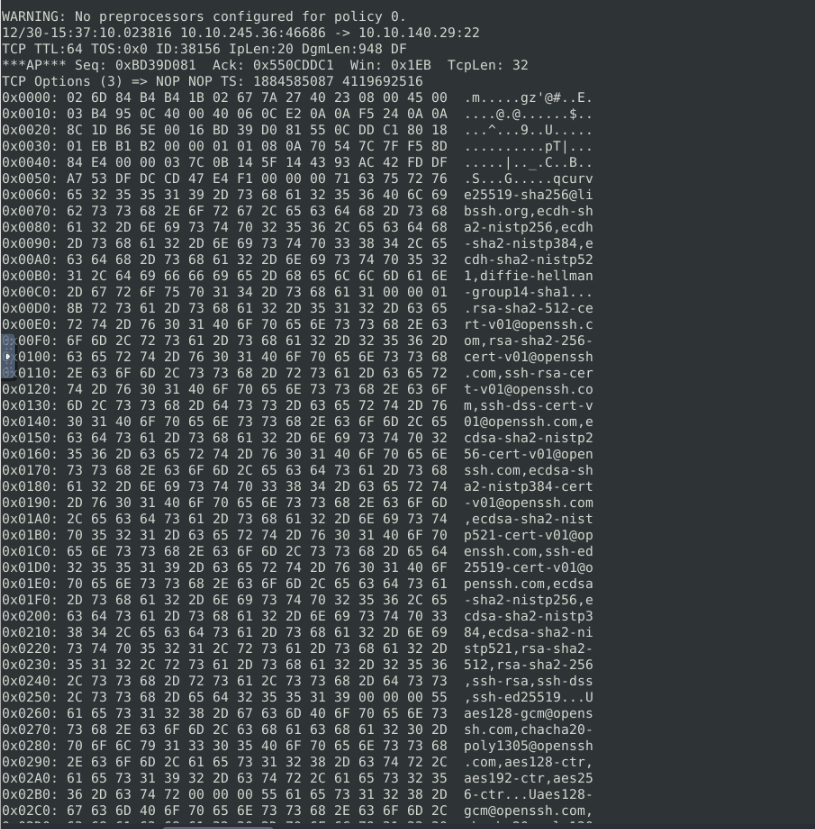 WARNING: No preprocessors configured for policy 0.
12/30-15:37:10.023816 10.10.245.36:46686 -> 10.10.140.29:22
TCP TTL:64 TOS:0x0 ID:38156 IpLen:20 DgmLen:948 DF
***AP*** Seq: 0xBD39D081  Ack: 0x550CDDC1  Win: 0x1EB  TcpLen: 32
TCP Options (3) => NOP NOP TS: 1884585087 4119692516
0x0000: 02 6D 84 B4 B4 1B 02 67 7A 27 40 23 08 00 45 00  .m.....gz'@#..E.
0x0010: 03 B4 95 0C 40 00 40 06 0C E2 0A 0A F5 24 0A 0A  ....@.@......$..
0x0020: 8C 1D B6 5E 00 16 BD 39 D0 81 55 0C DD C1 80 18  ...^...9..U.....
0x0030: 01 EB B1 B2 00 00 01 01 08 0A 70 54 7C 7F F5 8D  ..........pT|...
0x0040: 84 E4 00 00 03 7C 0B 14 5F 14 43 93 AC 42 FD DF  .....|.._.C..B..
0x0050: A7 53 DF DC CD 47 E4 F1 00 00 00 71 63 75 72 76  .S...G.....qcurv
0x0060: 65 32 35 35 31 39 2D 73 68 61 32 35 36 40 6C 69  e25519-sha256@li
0x0070: 62 73 73 68 2E 6F 72 67 2C 65 63 64 68 2D 73 68  bssh.org,ecdh-sh
0x0080: 61 32 2D 6E 69 73 74 70 32 35 36 2C 65 63 64 68  a2-nistp256,ecdh
0x0090: 2D 73 68 61 32 2D 6E 69 73 74 70 33 38 34 2C 65  -sha2-nistp384,e
0x00A0: 63 64 68 2D 73 68 61 32 2D 6E 69 73 74 70 35 32  cdh-sha2-nistp52
0x00B0: 31 2C 64 69 66 66 69 65 2D 68 65 6C 6C 6D 61 6E  1,diffie-hellman
0x00C0: 2D 67 72 6F 75 70 31 34 2D 73 68 61 31 00 00 01  -group14-sha1...
0x00D0: 8B 72 73 61 2D 73 68 61 32 2D 35 31 32 2D 63 65  .rsa-sha2-512-ce
0x00E0: 72 74 2D 76 30 31 40 6F 70 65 6E 73 73 68 2E 63  rt-v01@openssh.c
0x00F0: 6F 6D 2C 72 73 61 2D 73 68 61 32 2D 32 35 36 2D  om,rsa-sha2-256-
0x0100: 63 65 72 74 2D 76 30 31 40 6F 70 65 6E 73 73 68  cert-v01@openssh
0x0110: 2E 63 6F 6D 2C 73 73 68 2D 72 73 61 2D 63 65 72  .com,ssh-rsa-cer
0x0120: 74 2D 76 30 31 40 6F 70 65 6E 73 73 68 2E 63 6F  t-v01@openssh.co
0x0130: 6D 2C 73 73 68 2D 64 73 73 2D 63 65 72 74 2D 76  m,ssh-dss-cert-v
0x0140: 30 31 40 6F 70 65 6E 73 73 68 2E 63 6F 6D 2C 65  01@openssh.com,e
0x0150: 63 64 73 61 2D 73 68 61 32 2D 6E 69 73 74 70 32  cdsa-sha2-nistp2
0x0160: 35 36 2D 63 65 72 74 2D 76 30 31 40 6F 70 65 6E  56-cert-v01@open
0x0170: 73 73 68 2E 63 6F 6D 2C 65 63 64 73 61 2D 73 68  ssh.com,ecdsa-sh
0x0180: 61 32 2D 6E 69 73 74 70 33 38 34 2D 63 65 72 74  a2-nistp384-cert
0x0190: 2D 76 30 31 40 6F 70 65 6E 73 73 68 2E 63 6F 6D  -v01@openssh.com
0x01A0: 2C 65 63 64 73 61 2D 73 68 61 32 2D 6E 69 73 74  ,ecdsa-sha2-nist
0x01B0: 70 35 32 31 2D 63 65 72 74 2D 76 30 31 40 6F 70  p521-cert-v01@op
0x01C0: 65 6E 73 73 68 2E 63 6F 6D 2C 73 73 68 2D 65 64  enssh.com,ssh-ed
0x01D0: 32 35 35 31 39 2D 63 65 72 74 2D 76 30 31 40 6F  25519-cert-v01@o
0x01E0: 70 65 6E 73 73 68 2E 63 6F 6D 2C 65 63 64 73 61  penssh.com,ecdsa
0x01F0: 2D 73 68 61 32 2D 6E 69 73 74 70 32 35 36 2C 65  -sha2-nistp256,e
0x0200: 63 64 73 61 2D 73 68 61 32 2D 6E 69 73 74 70 33  cdsa-sha2-nistp3
0x0210: 38 34 2C 65 63 64 73 61 2D 73 68 61 32 2D 6E 69  84,ecdsa-sha2-ni
0x0220: 73 74 70 35 32 31 2C 72 73 61 2D 73 68 61 32 2D  stp521,rsa-sha2-
0x0230: 35 31 32 2C 72 73 61 2D 73 68 61 32 2D 32 35 36  512,rsa-sha2-256
0x0240: 2C 73 73 68 2D 72 73 61 2C 73 73 68 2D 64 73 73  ,ssh-rsa,ssh-dss
0x0250: 2C 73 73 68 2D 65 64 32 35 35 31 39 00 00 00 55  ,ssh-ed25519...U
0x0260: 61 65 73 31 32 38 2D 67 63 6D 40 6F 70 65 6E 73  aes128-gcm@opens
0x0270: 73 68 2E 63 6F 6D 2C 63 68 61 63 68 61 32 30 2D  sh.com,chacha20-
0x0280: 70 6F 6C 79 31 33 30 35 40 6F 70 65 6E 73 73 68  poly1305@openssh
0x0290: 2E 63 6F 6D 2C 61 65 73 31 32 38 2D 63 74 72 2C  .com,aes128-ctr,
0x02A0: 61 65 73 31 39 32 2D 63 74 72 2C 61 65 73 32 35  aes192-ctr,aes25
0x02B0: 36 2D 63 74 72 00 00 00 55 61 65 73 31 32 38 2D  6-ctr...Uaes128-
0x02C0: 67 63 6D 40 6F 70 65 6E 73 73 68 2E 63 6F 6D 2C  gcm@openssh.com,